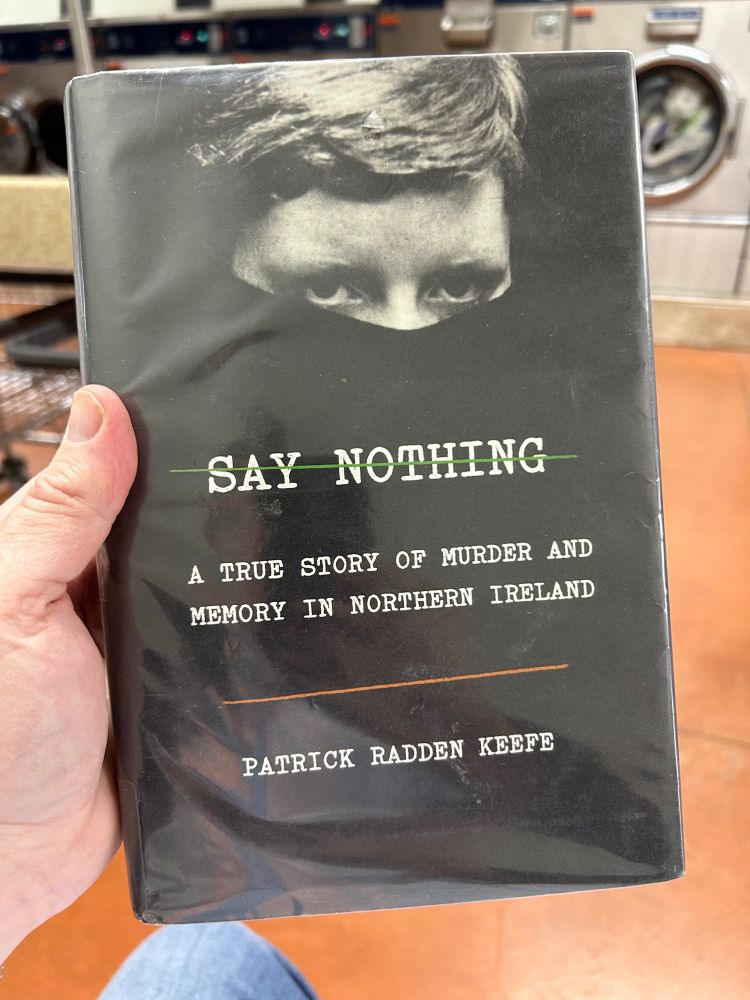 SAY NOTHING
A TRUE STORY OF MURDER AND
MEMORY IN NORTHERN IRELAND
PATRICK RADDEN KEEFE